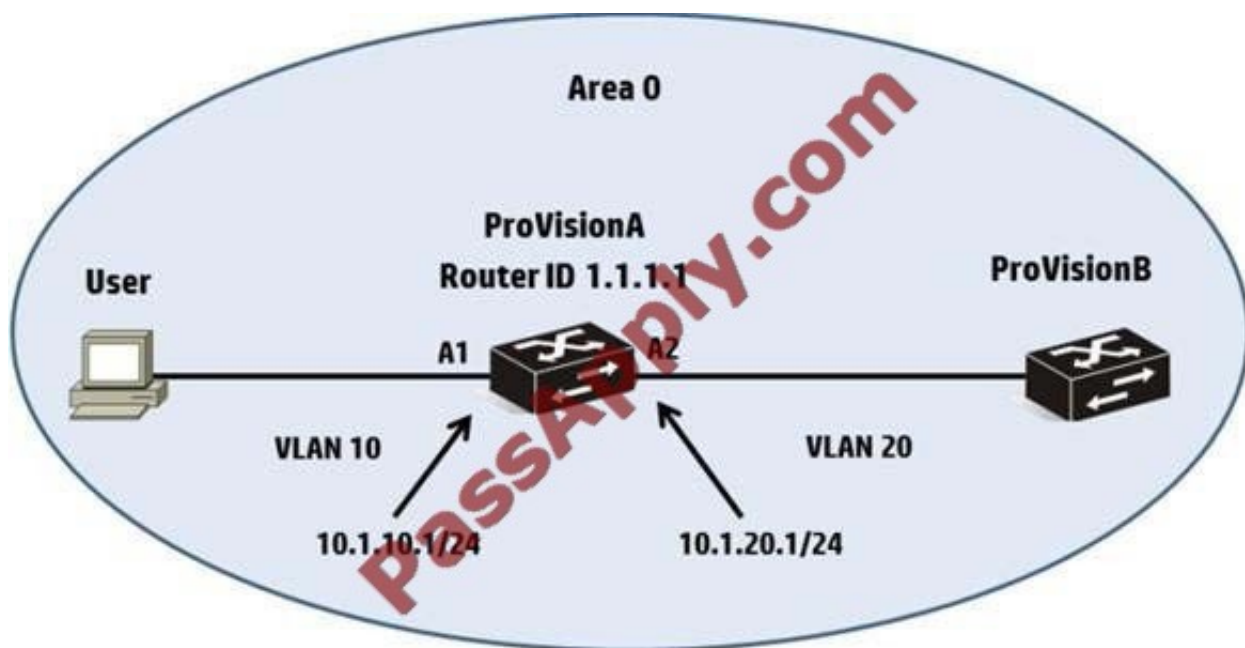 Area 0
ProVisionA
Router ID 1.1.1.1
User
ProVisionB
A1
A2
VLAN 10
VLAN 20
10.1.10.1/24
10.1.20.1/24
PassApply.com